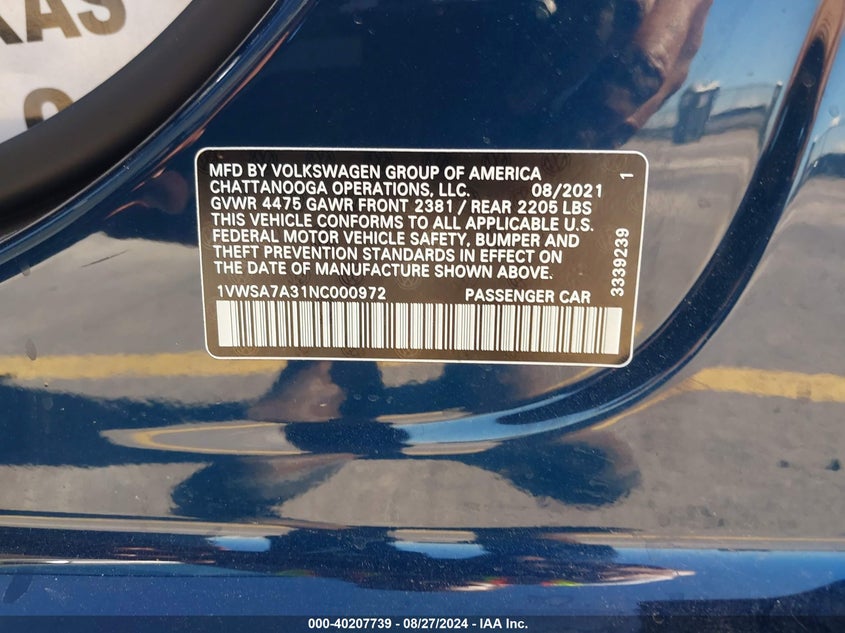 MFD BY VOLKSWAGEN GROUP OF AMERICA
CHATTANOOGA OPERATIONS, LLC. 08/2021 1
GVWR 4475 GAWR FRONT 2381 / REAR 2205 LBS
THIS VEHICLE CONFORMS TO ALL APPLICABLE U.S.
FEDERAL MOTOR VEHICLE SAFETY, BUMPER AND
THEFT PREVENTION STANDARDS IN EFFECT ON
THE DATE OF MANUFACTURE SHOWN ABOVE.
1VWSA7A31NC000972 PASSENGER CAR
3339239
000-40207739 - 08/27/2024 - IAA Inc.